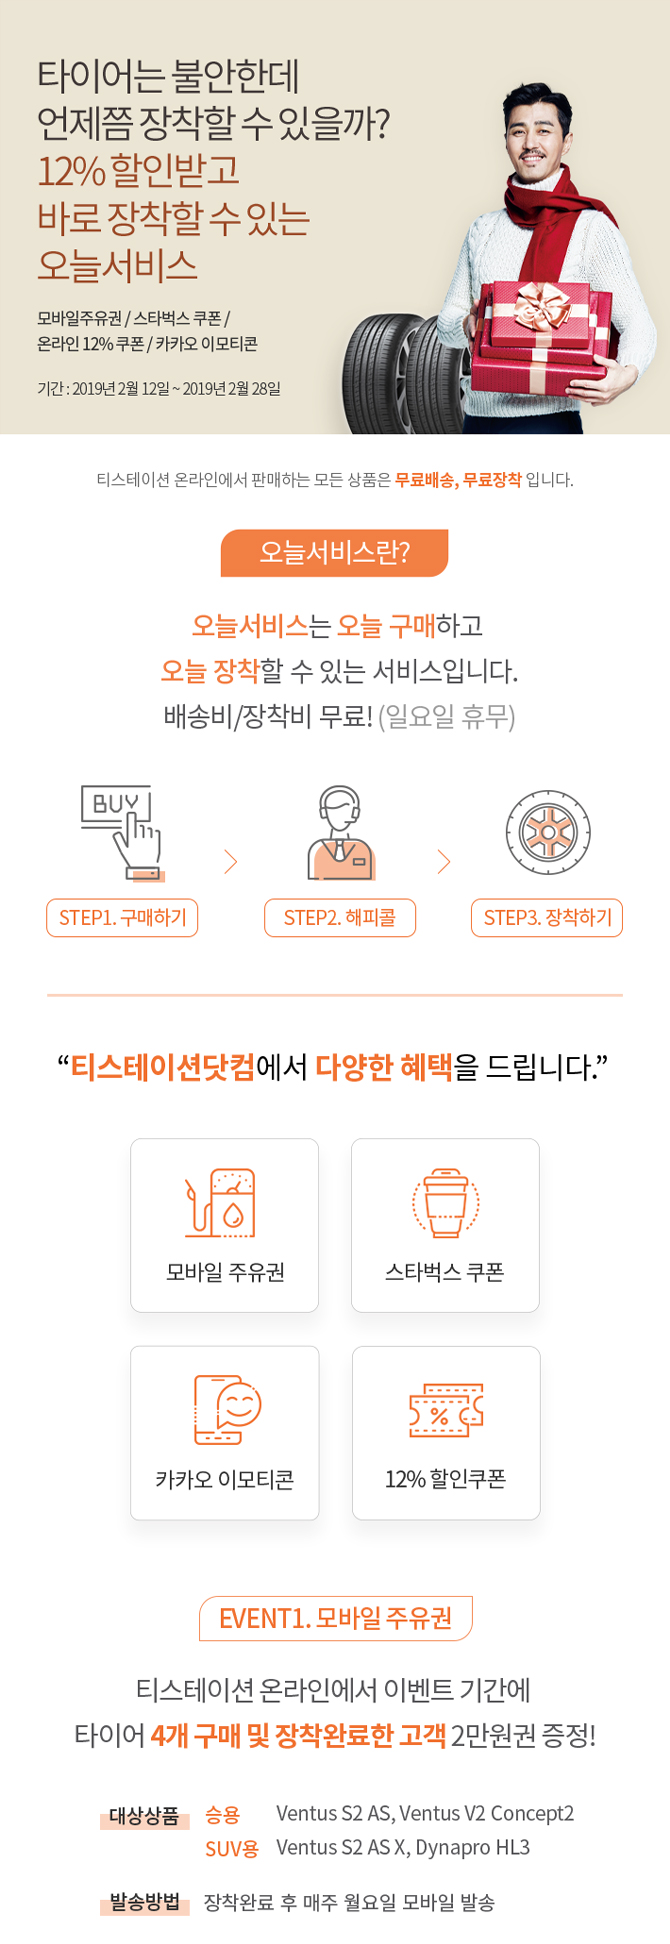 타이어는 불안한데
언제쯤 장착할 수 있을까?
12% 할인받고
바로 장착할 수 있는
오늘서비스
모바일주유권 / 스타벅스 쿠폰 /
온라인 12% 쿠폰 / 카카오 이모티콘
기간 : 2019년 2월 12일 ~ 2019년 2월 28일
티스테이션 온라인에서 판매하는 모든 상품은 무료배송, 무료장착 입니다.
오늘서비스란?
오늘서비스는 오늘 구매하고
오늘 장착할 수 있는 서비스입니다.
배송비/장착비 무료! (일요일 휴무)
BUY
STEP1. 구매하기
STEP2. 해피콜
STEP3. 장착하기
“티스테이션닷컴에서 다양한 혜택을 드립니다.”
모바일 주유권
스타벅스 쿠폰
카카오 이모티콘
%
12% 할인쿠폰
EVENT1. 모바일 주유권
티스테이션 온라인에서 이벤트 기간에
타이어 4개 구매 및 장착완료한 고객 2만원권 증정!
대상상품 승용 Ventus S2 AS, Ventus V2 Concept2
SUV용 Ventus S2 AS X, Dynapro HL3
발송방법 장착완료 후 매주 월요일 모바일 발송